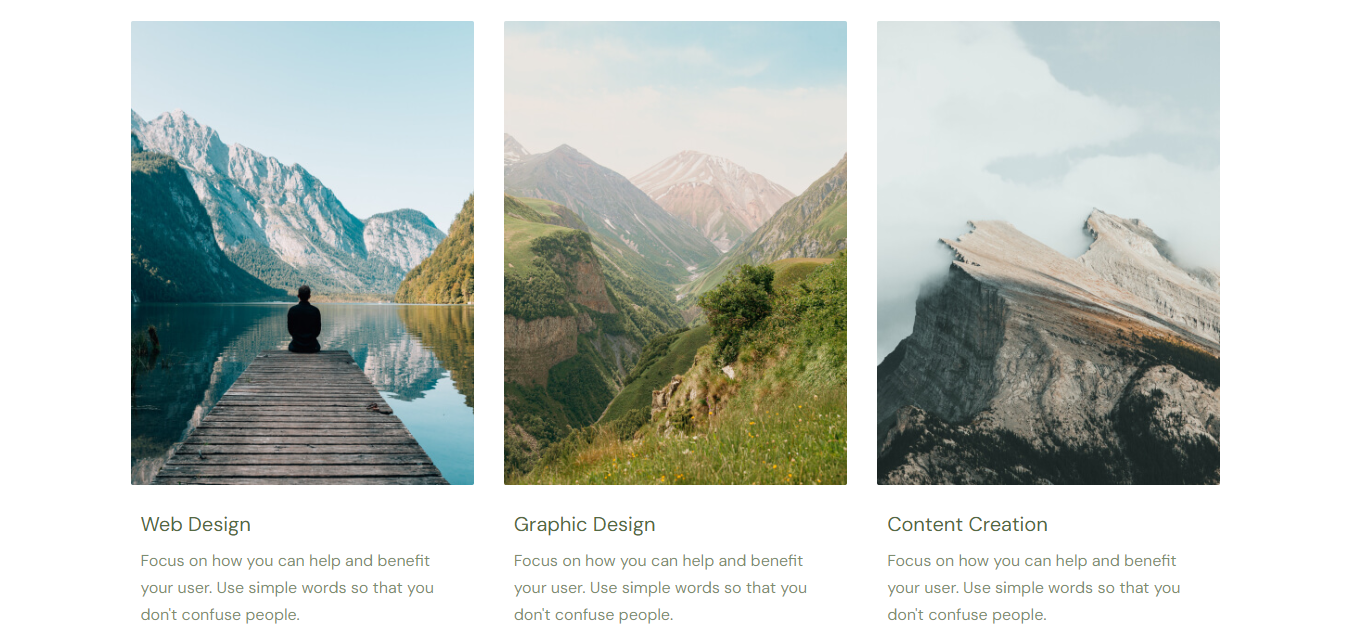 Web Design
Focus on how you can help and benefit
your user. Use simple words so that you
don't confuse people.
Graphic Design
Focus on how you can help and benefit
your user. Use simple words so that you
don't confuse people.
Content Creation
Focus on how you can help and benefit
your user. Use simple words so that you
don't confuse people.